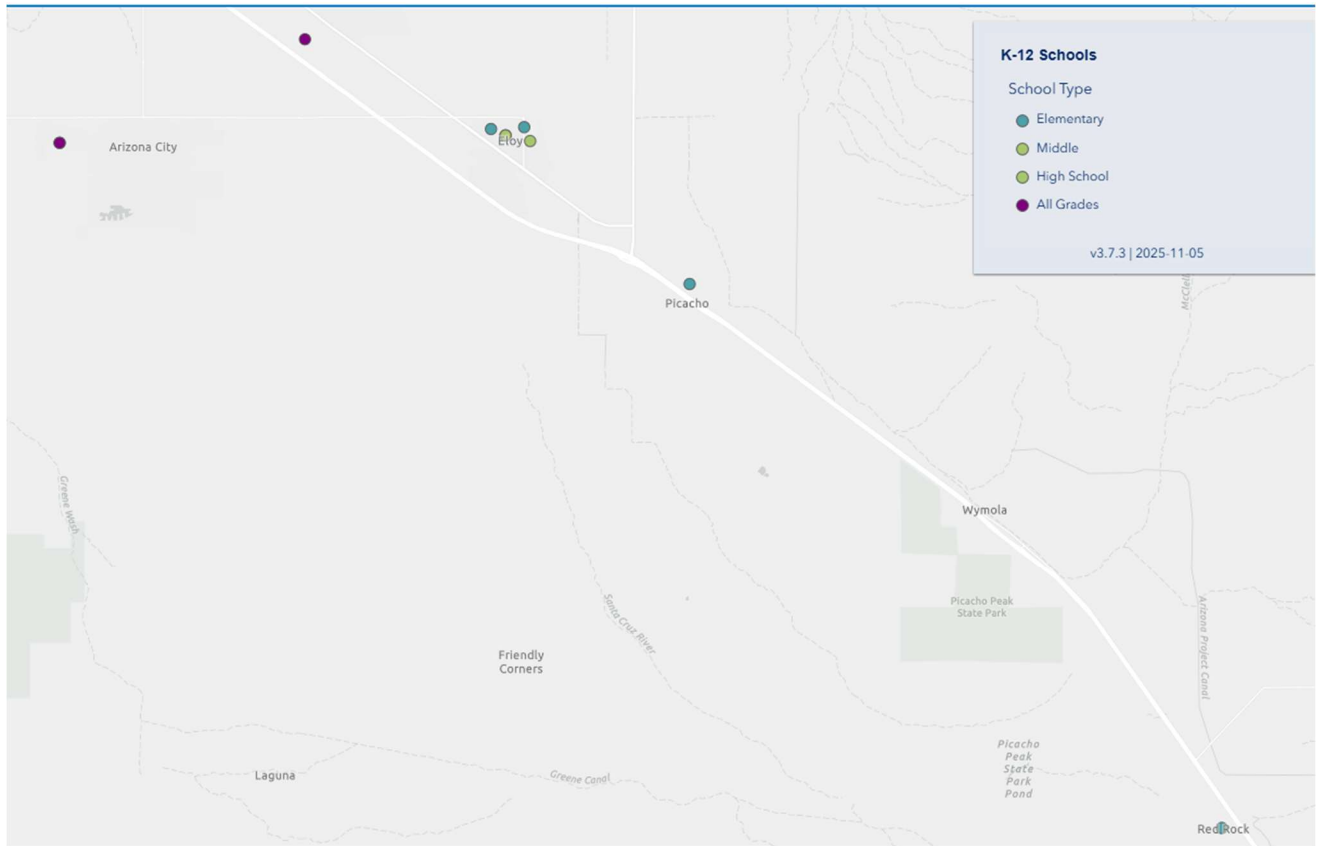 K-12 Schools
School Type
Elementary
Middle
High School
All Grades
v3.7.3 | 2025-11-05
Arizona City
Eloy
Picacho
Greene Wash
Wymola
Picacho Peak
State Park
Santa Cruz River
Arizona Project Canal
Friendly
Corners
Picacho
Peak
State
Park
Pond
Laguna
Greene Canal
Red Rock